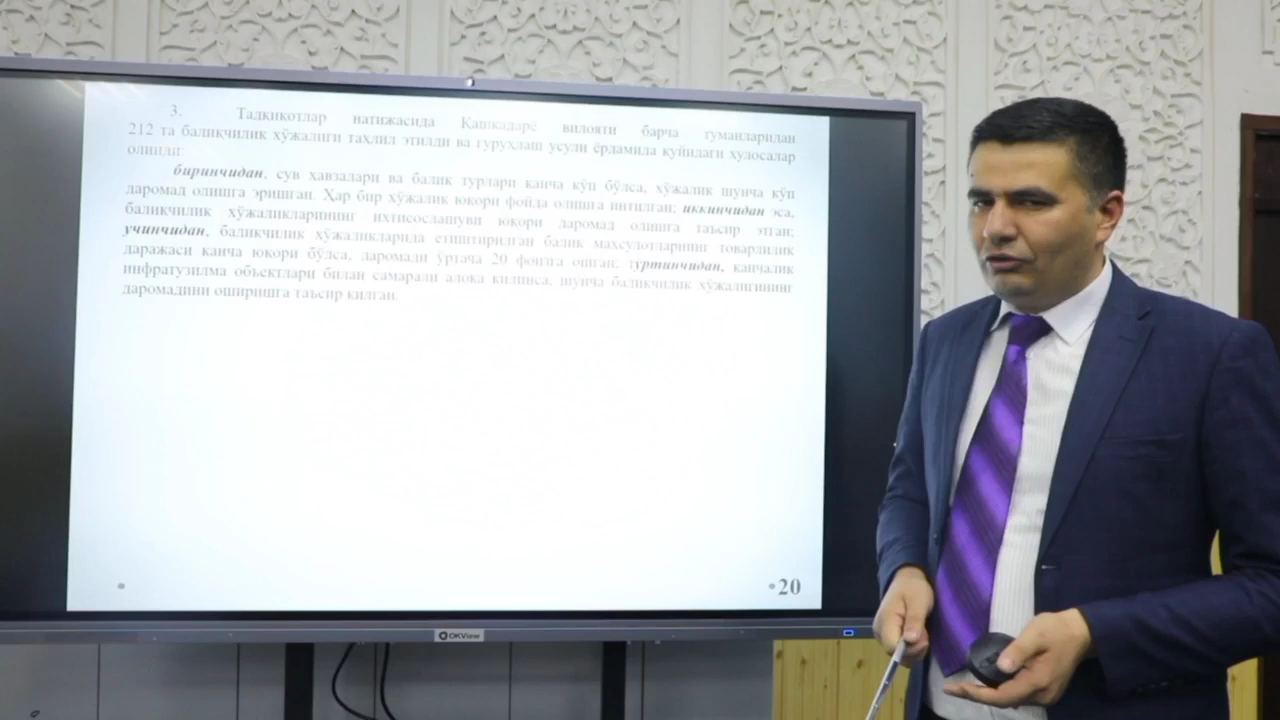 3. Тадқиқотлар натижасида Қашқадарё вилояти барча туманларидан
212 та балиқчилик хўжалиги таҳлил этилди ва гуруҳлаш усули ёрдамида қуйидаги хулосалар
олинди:
биринчидан, сув ҳавзалари ва балиқ турлари қанча кўп бўлса, хўжалик шунча кўп
даромад олишга эришган. Ҳар бир хўжалик юқори фойда олишга интилган; иккинчидан эса,
балиқчилик хўжаликларининг ихтисослашуви юқори даромад олишга таъсир этган;
учинчидан, балиқчилик хўжаликларида етиштирилган балиқ маҳсулотларнинг товарлилик
даражаси қанча юқори бўлса, даромади ўртача 20 фоизга ошган; тўртинчидан, қанчалик
инфратузилма объектлари билан самарали алоқа қилинса, шунча балиқчилик хўжалигининг
даромадини оширишга таъсир қилган.
20
OKView